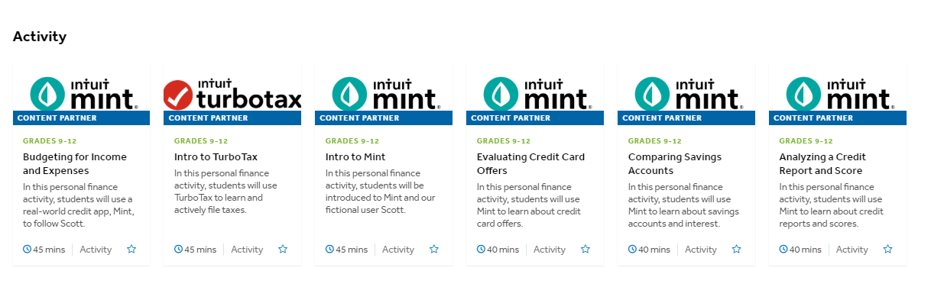 Activity
intuit
mint.
CONTENT PARTNER
GRADES 9-12
Budgeting for Income
and Expenses
In this personal finance
activity, students will use a
real-world credit app, Mint,
to follow Scott.
45 mins
Activity
intuit
turbotax
CONTENT PARTNER
GRADES 9-12
Intro to TurboTax
In this personal finance
activity, students will use
TurboTax to learn and
actively file taxes.
45 mins
Activity
intuit
mint.
CONTENT PARTNER
GRADES 9-12
Intro to Mint
In this personal finance
activity, students will be
introduced to Mint and our
fictional user Scott.
45 mins
Activity
intuit
mint.
CONTENT PARTNER
GRADES 9-12
Evaluating Credit Card
Offers
In this personal finance
activity, students will use
Mint to learn about credit
card offers.
40 mins
Activity
intuit
mint.
CONTENT PARTNER
GRADES 9-12
Comparing Savings
Accounts
In this personal finance
activity, students will use
Mint to learn about savings
accounts and interest.
40 mins
Activity
intuit
mint.
CONTENT PARTNER
GRADES 9-12
Analyzing a Credit
Report and Score
In this personal finance
activity, students will use
Mint to learn about credit
reports and scores.
40 mins
Activity